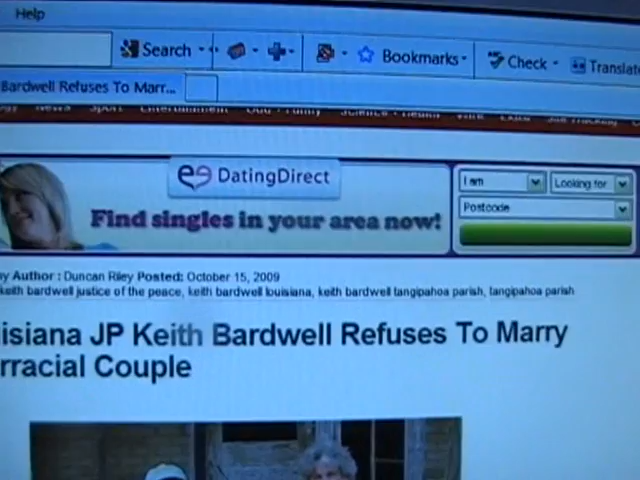 Help
Search
Bookmarks
Check
Translate
Bardwell Refuses To Marr...
DatingDirect
I am
Looking for
Find singles in your area now!
Postcode
y Author : Duncan Riley Posted: October 15, 2009
keith bardwell justice of the peace, keith bardwell louisiana, keith bardwell tangipahoa parish, tangipahoa parish
isiana JP Keith Bardwell Refuses To Marry
rracial Couple